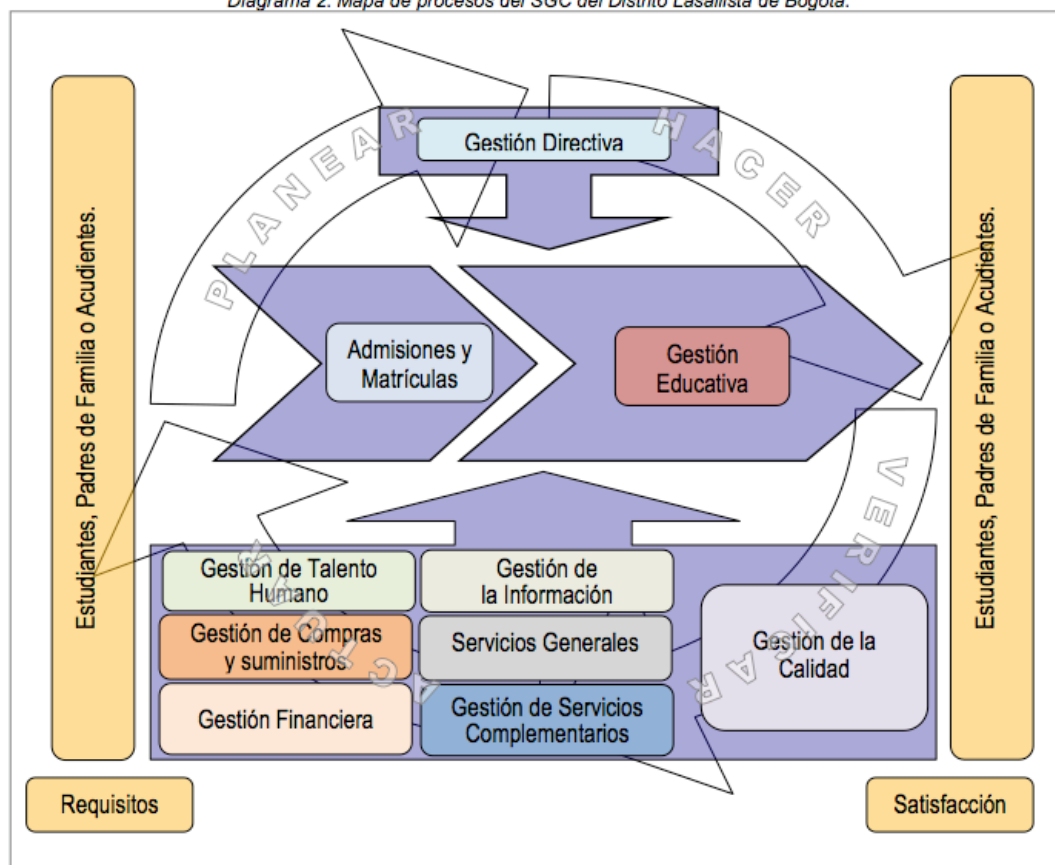 Diagrama 2. Mapa de procesos del SGC del Distrito Lasallista de Bogotá.
PLANEAR
HACER
Gestión Directiva
Estudiantes, Padres de Familia o Acudientes.
Admisiones y
Matrículas
Gestión
Educativa
Estudiantes, Padres de Familia o Acudientes.
VERIFICAR
ACTUAR
Gestión de Talento
Humano
Gestión de
la Información
Gestión de Compras
y suministros
Servicios Generales
Gestión de la
Calidad
Gestión Financiera
Gestión de Servicios
Complementarios
Requisitos
Satisfacción